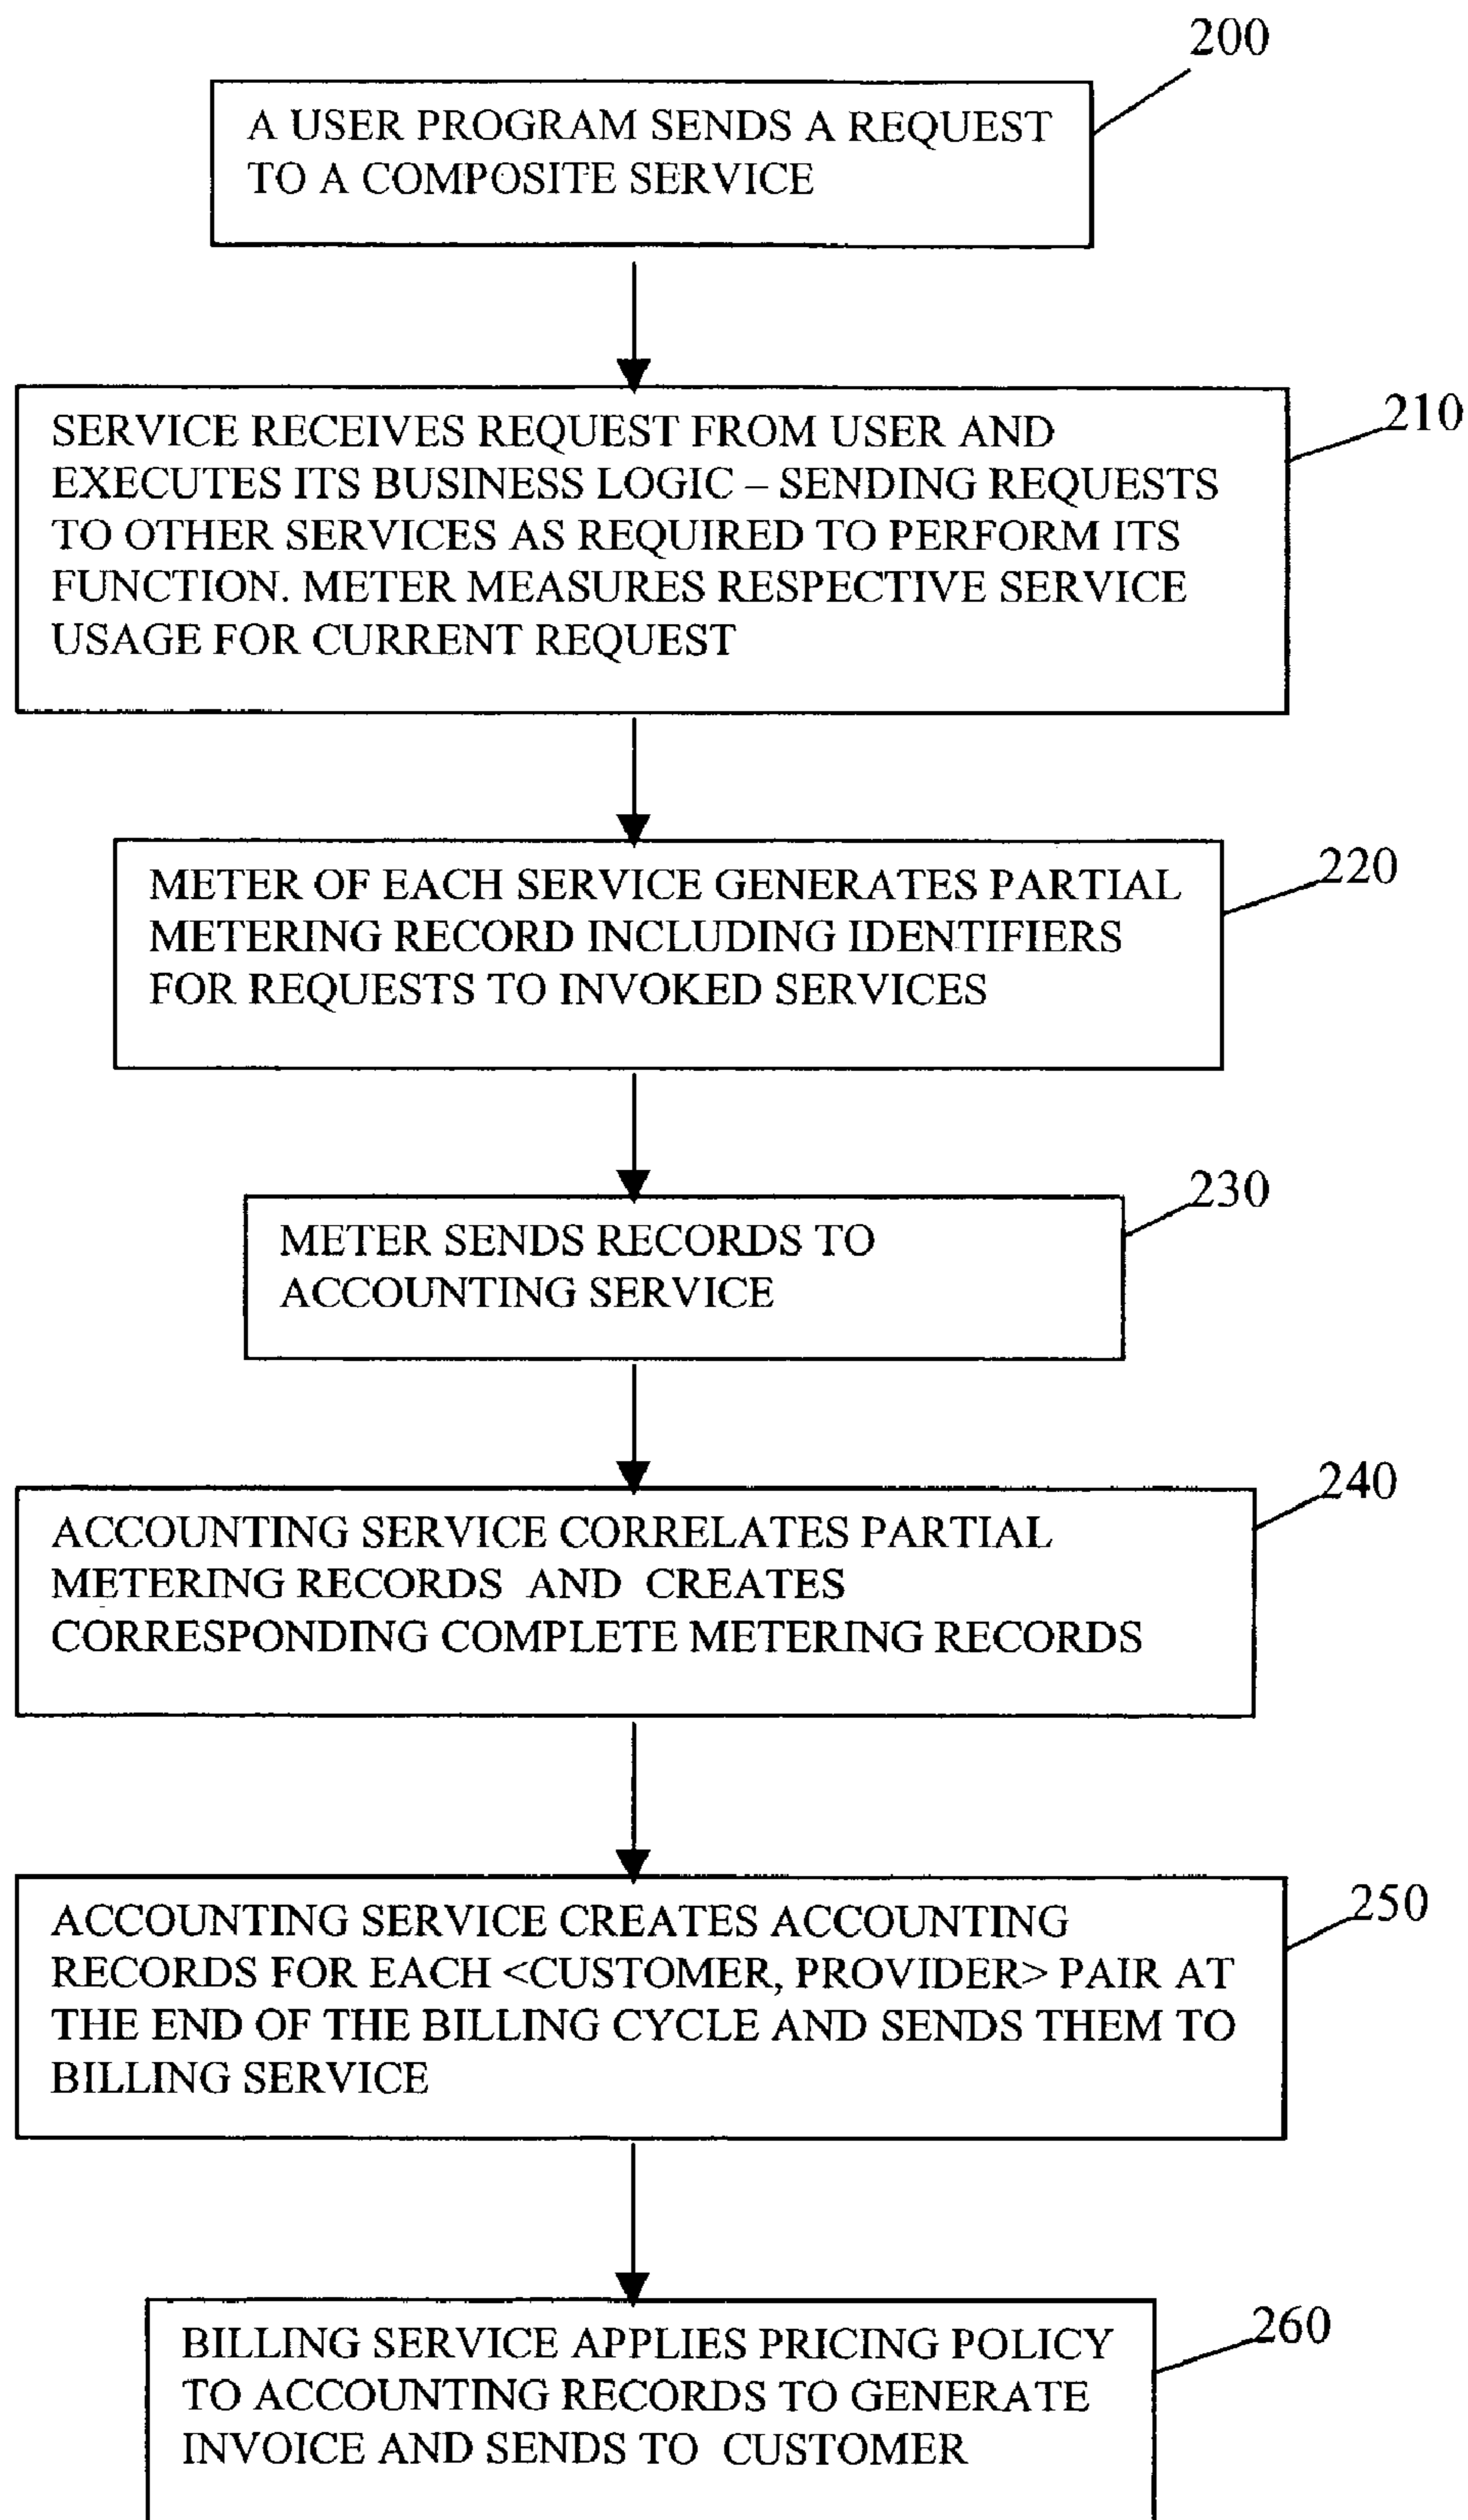 200
A USER PROGRAM SENDS A REQUEST
TO A COMPOSITE SERVICE
210
SERVICE RECEIVES REQUEST FROM USER AND
EXECUTES ITS BUSINESS LOGIC – SENDING REQUESTS
TO OTHER SERVICES AS REQUIRED TO PERFORM ITS
FUNCTION. METER MEASURES RESPECTIVE SERVICE
USAGE FOR CURRENT REQUEST
220
METER OF EACH SERVICE GENERATES PARTIAL
METERING RECORD INCLUDING IDENTIFIERS
FOR REQUESTS TO INVOKED SERVICES
230
METER SENDS RECORDS TO
ACCOUNTING SERVICE
240
ACCOUNTING SERVICE CORRELATES PARTIAL
METERING RECORDS AND CREATES
CORRESPONDING COMPLETE METERING RECORDS
250
ACCOUNTING SERVICE CREATES ACCOUNTING
RECORDS FOR EACH <CUSTOMER, PROVIDER> PAIR AT
THE END OF THE BILLING CYCLE AND SENDS THEM TO
BILLING SERVICE
260
BILLING SERVICE APPLIES PRICING POLICY
TO ACCOUNTING RECORDS TO GENERATE
INVOICE AND SENDS TO CUSTOMER